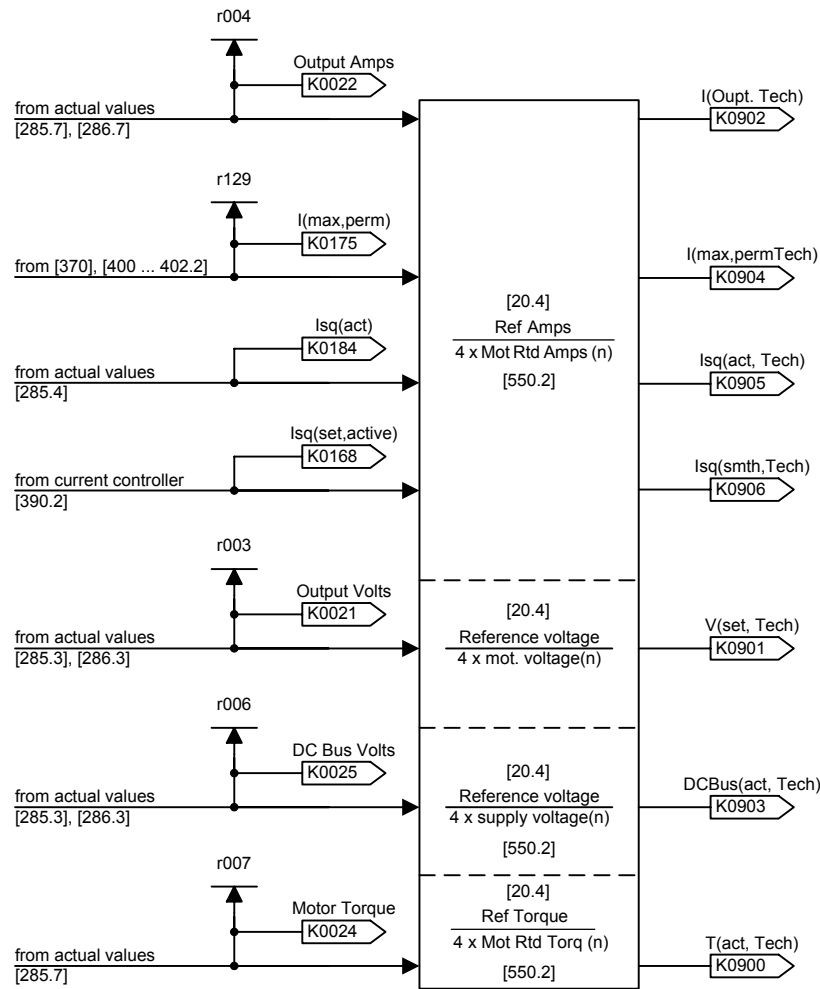 r004
Output Amps
K0022
from actual values
[285.7], [286.7]
I(Oupt. Tech)
K0902
r129
I(max,perm)
K0175
from [370], [400 ... 402.2]
I(max,permTech)
K0904
[20.4]
Ref Amps
4 x Mot Rtd Amps (n)
[550.2]
Isq(act)
K0184
from actual values
[285.4]
Isq(act, Tech)
K0905
Isq(set,active)
K0168
from current controller
[390.2]
Isq(smth,Tech)
K0906
r003
Output Volts
K0021
from actual values
[285.3], [286.3]
[20.4]
Reference voltage
4 x mot. voltage(n)
V(set, Tech)
K0901
r006
DC Bus Volts
K0025
from actual values
[285.3], [286.3]
[20.4]
Reference voltage
4 x supply voltage(n)
[550.2]
DCBus(act, Tech)
K0903
r007
Motor Torque
K0024
from actual values
[285.7]
[20.4]
Ref Torque
4 x Mot Rtd Torq (n)
[550.2]
T(act, Tech)
K0900